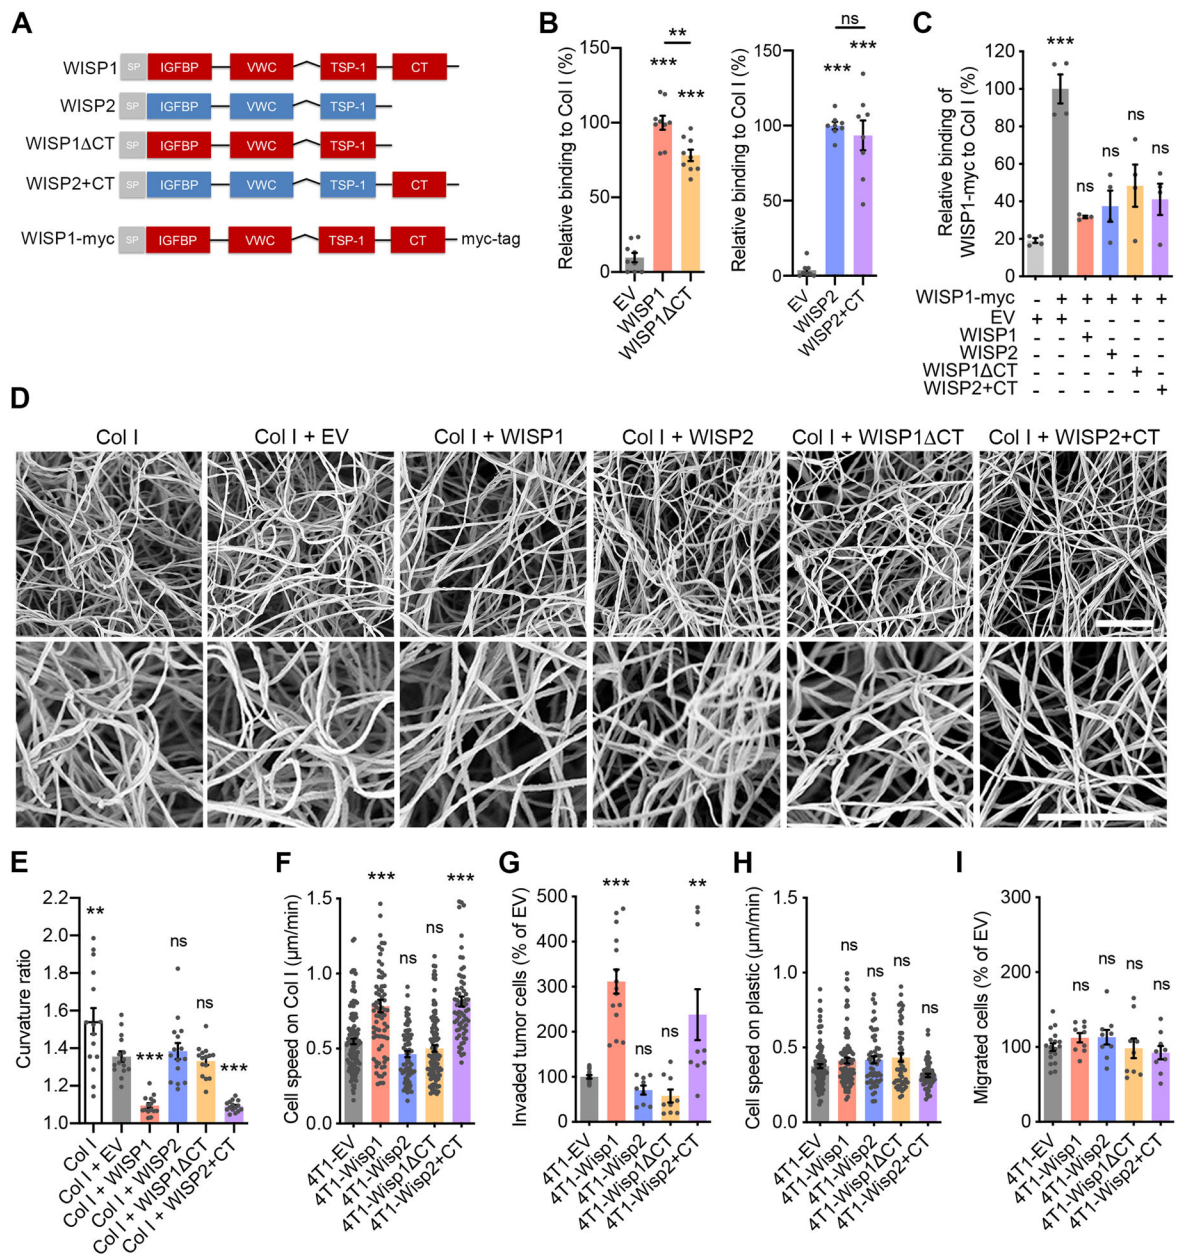 A
WISP1 SP IGFBP VWC TSP-1 CT
WISP2 SP IGFBP VWC TSP-1
WISP1ΔCT SP IGFBP VWC TSP-1
WISP2+CT SP IGFBP VWC TSP-1 CT
WISP1-myc SP IGFBP VWC TSP-1 CT myc-tag
B
Relative binding to Col I (%)
150
100
50
0
**
***
***
EV
WISP1
WISP1ΔCT
Relative binding to Col I (%)
150
100
50
0
ns
***
***
EV
WISP2
WISP2+CT
C
Relative binding of
WISP1-myc to Col I (%)
120
100
80
60
40
20
0
***
ns
ns
ns
ns
WISP1-myc - + + + + +
EV + + - - - -
WISP1 - - + - - -
WISP2 - - - + - -
WISP1ΔCT - - - - + -
WISP2+CT - - - - - +
D
Col I
Col I + EV
Col I + WISP1
Col I + WISP2
Col I + WISP1ΔCT
Col I + WISP2+CT
E
Curvature ratio
2.2
2.0
1.8
1.6
1.4
1.2
1.0
**
***
ns
ns
***
Col I
Col I + EV
Col I + WISP1
Col I + WISP2
Col I + WISP1ΔCT
Col I + WISP2+CT
F
Cell speed on Col I (µm/min)
1.5
1.0
0.5
0.0
***
ns
ns
***
4T1-EV
4T1-Wisp1
4T1-Wisp2
4T1-Wisp1ΔCT
4T1-Wisp2+CT
G
Invaded tumor cells (% of EV)
500
400
300
200
100
0
***
ns
ns
**
4T1-EV
4T1-Wisp1
4T1-Wisp2
4T1-Wisp1ΔCT
4T1-Wisp2+CT
H
Cell speed on plastic (µm/min)
1.5
1.0
0.5
0.0
ns
ns
ns
ns
4T1-EV
4T1-Wisp1
4T1-Wisp2
4T1-Wisp1ΔCT
4T1-Wisp2+CT
I
Migrated cells (% of EV)
300
200
100
0
ns
ns
ns
ns
4T1-EV
4T1-Wisp1
4T1-Wisp2
4T1-Wisp1ΔCT
4T1-Wisp2+CT